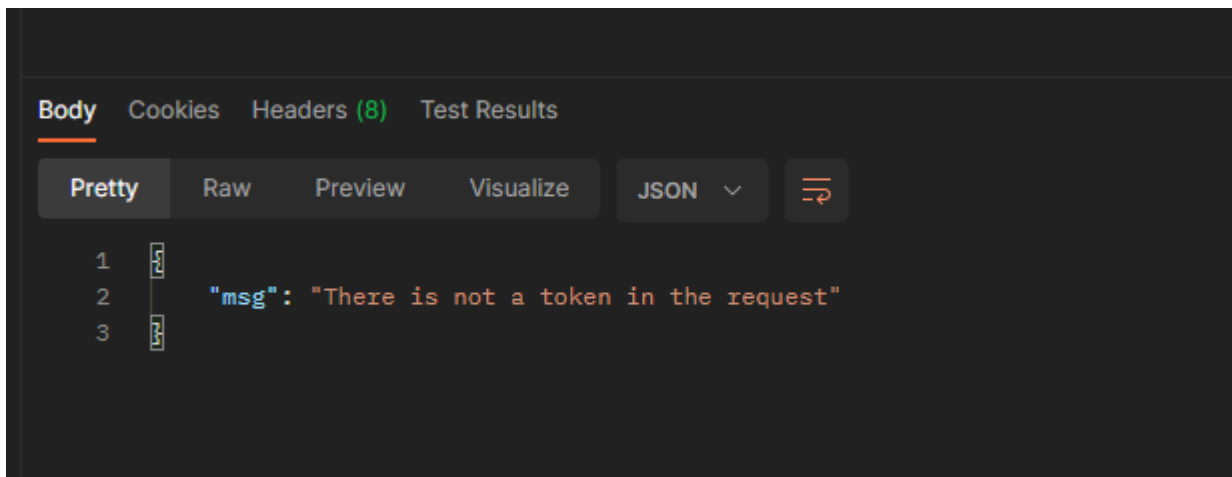 Body Cookies Headers (8) Test Results
Pretty Raw Preview Visualize JSON
1 {
2 "msg": "There is not a token in the request"
3 }